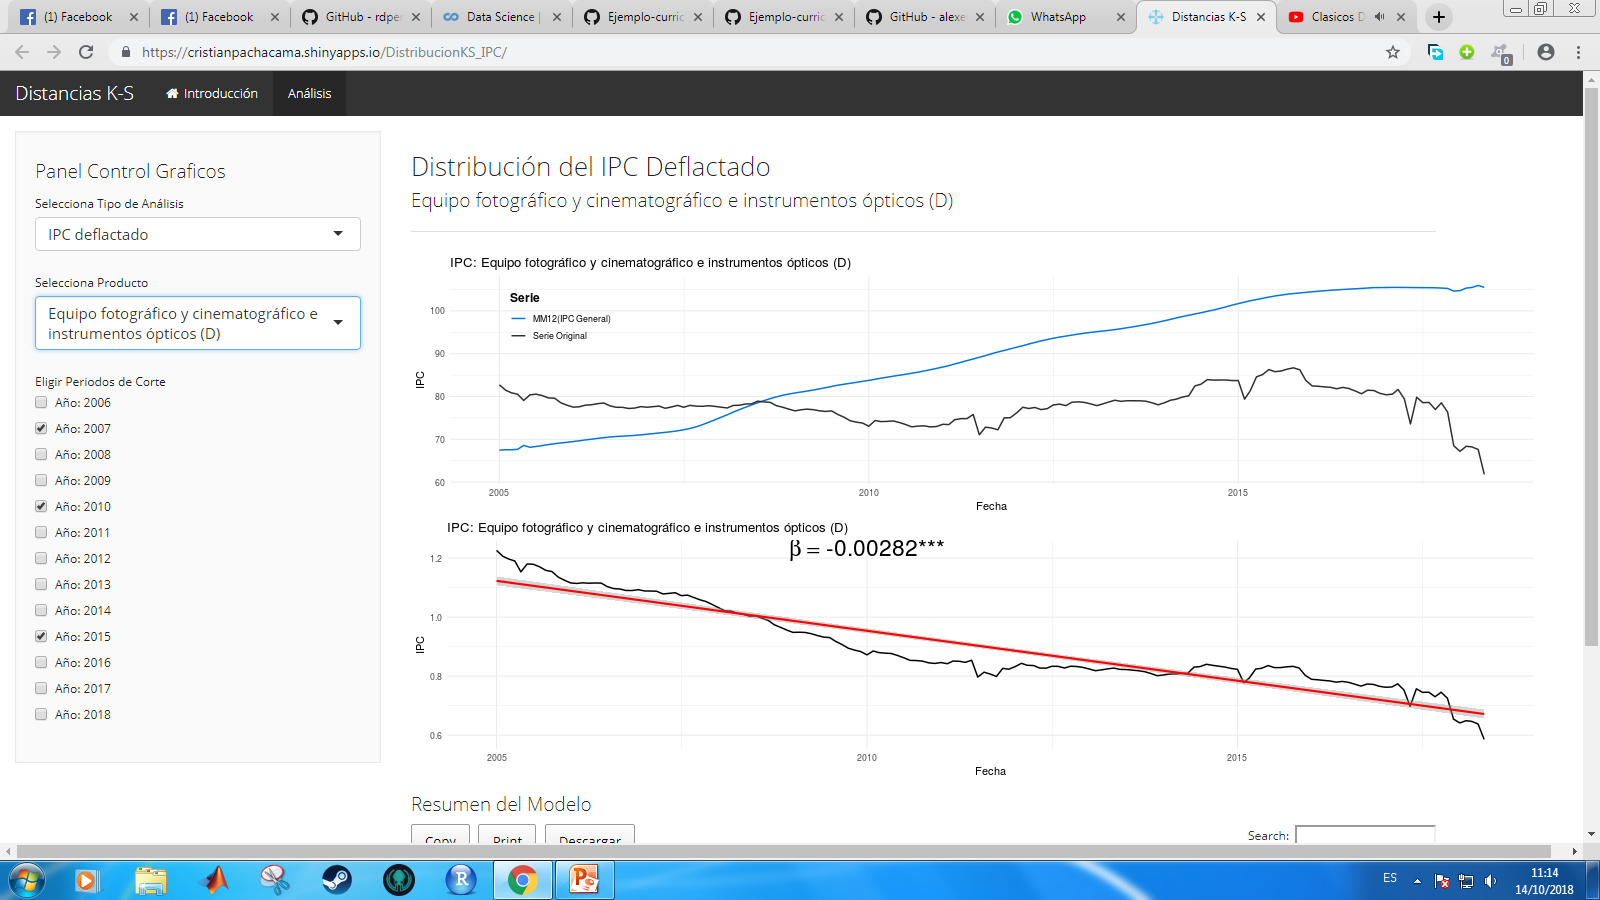 (1) Facebook
(1) Facebook
GitHub - rdpe
Data Science |
Ejemplo-curric
Ejemplo-curric
GitHub - alexe
WhatsApp
Distancias K-S
Clasicos D
https://cristianpachacama.shinyapps.io/DistribucionKS_IPC/
0
Distancias K-S
Introducción
Análisis
Panel Control Graficos
Selecciona Tipo de Análisis
IPC deflactado
Selecciona Producto
Equipo fotográfico y cinematográfico e
instrumentos ópticos (D)
Eligir Periodos de Corte
Año: 2006
Año: 2007
Año: 2008
Año: 2009
Año: 2010
Año: 2011
Año: 2012
Año: 2013
Año: 2014
Año: 2015
Año: 2016
Año: 2017
Año: 2018
Distribución del IPC Deflactado
Equipo fotográfico y cinematográfico e instrumentos ópticos (D)
IPC: Equipo fotográfico y cinematográfico e instrumentos ópticos (D)
Serie
MM12(IPC General)
Serie Original
100
90
80
70
60
IPC
2005
2010
2015
Fecha
IPC: Equipo fotográfico y cinematográfico e instrumentos ópticos (D)
β = -0.00282***
1.2
1.0
0.8
0.6
IPC
2005
2010
2015
Fecha
Resumen del Modelo
Copy
Print
Descargar
Search:
ES
11:14
14/10/2018